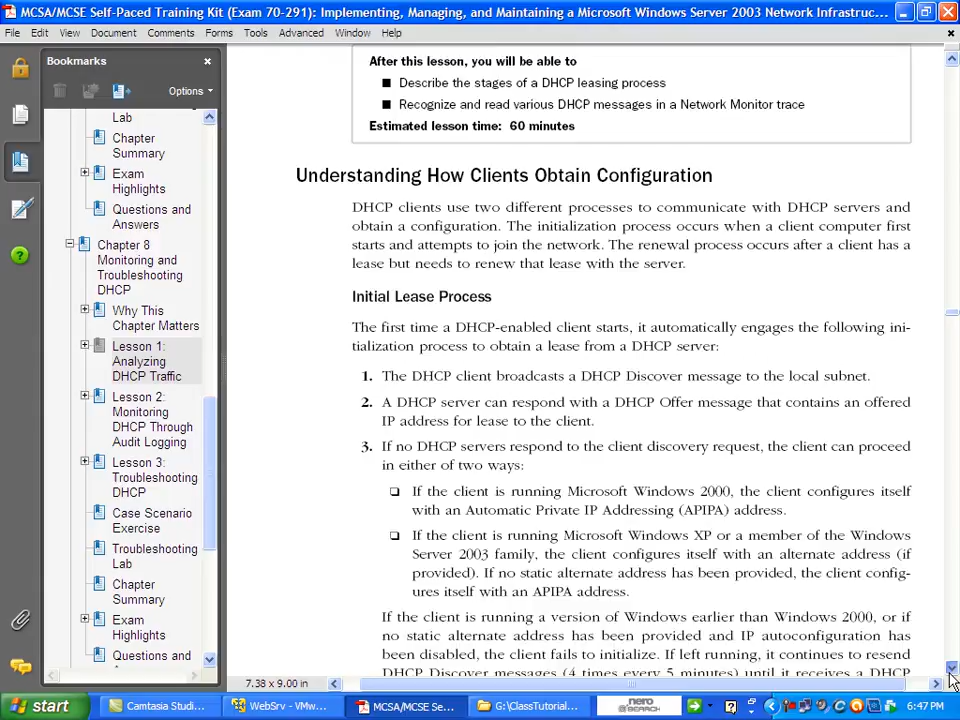 MCSA/MCSE Self-Paced Training Kit (Exam 70-291): Implementing, Managing, and Maintaining a Microsoft Windows Server 2003 Network Infrastruc...
File Edit View Document Comments Forms Tools Advanced Window Help
Bookmarks
Options
Lab
Chapter
Summary
Exam
Highlights
Questions and
Answers
Chapter 8
Monitoring and
Troubleshooting
DHCP
Why This
Chapter Matters
Lesson 1:
Analyzing
DHCP Traffic
Lesson 2:
Monitoring
DHCP Through
Audit Logging
Lesson 3:
Troubleshooting
DHCP
Case Scenario
Exercise
Troubleshooting
Lab
Chapter
Summary
Exam
Highlights
Questions and
After this lesson, you will be able to
■ Describe the stages of a DHCP leasing process
■ Recognize and read various DHCP messages in a Network Monitor trace
Estimated lesson time: 60 minutes
Understanding How Clients Obtain Configuration
DHCP clients use two different processes to communicate with DHCP servers and
obtain a configuration. The initialization process occurs when a client computer first
starts and attempts to join the network. The renewal process occurs after a client has a
lease but needs to renew that lease with the server.
Initial Lease Process
The first time a DHCP-enabled client starts, it automatically engages the following ini-
tialization process to obtain a lease from a DHCP server:
1. The DHCP client broadcasts a DHCP Discover message to the local subnet.
2. A DHCP server can respond with a DHCP Offer message that contains an offered
IP address for lease to the client.
3. If no DHCP servers respond to the client discovery request, the client can proceed
in either of two ways:
❏ If the client is running Microsoft Windows 2000, the client configures itself
with an Automatic Private IP Addressing (APIPA) address.
❏ If the client is running Microsoft Windows XP or a member of the Windows
Server 2003 family, the client configures itself with an alternate address (if
provided). If no static alternate address has been provided, the client config-
ures itself with an APIPA address.
If the client is running a version of Windows earlier than Windows 2000, or if
no static alternate address has been provided and IP autoconfiguration has
been disabled, the client fails to initialize. If left running, it continues to resend
DHCP Discover messages (4 times every 5 minutes) until it receives a DHCP
7.38 x 9.00 in
start
Camtasia Studi...
WebSrv - VMw...
MCSA/MCSE Se...
G:\ClassTutorial...
nero
SEARCH
6:47 PM